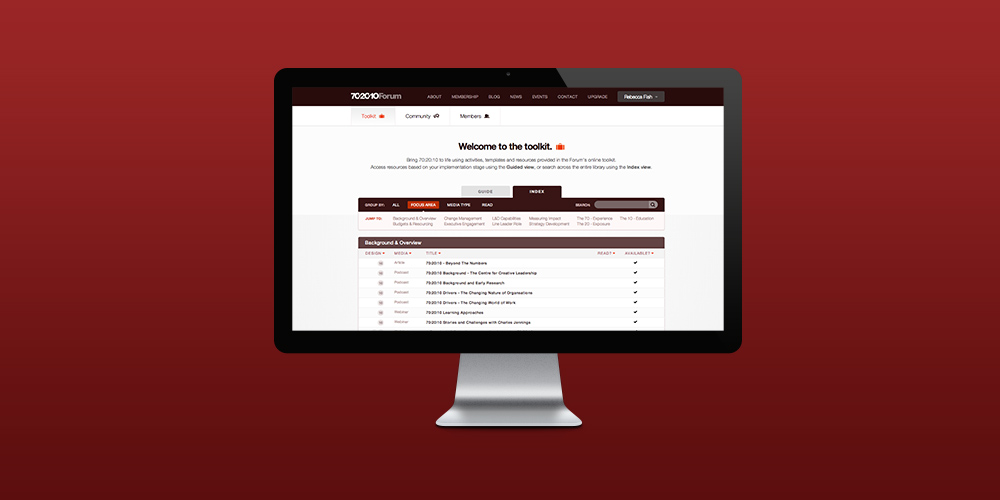 70:20:10 Forum ABOUT MEMBERSHIP BLOG NEWS EVENTS CONTACT UPGRADE Rebecca Fish
Toolkit Community Members
Welcome to the toolkit.
Bring 70:20:10 to life using activities, templates and resources provided in the Forum's online toolkit.
Access resources based on your implementation stage using the Guided view, or search across the entire library using the Index view.
GUIDE INDEX
GROUP BY: ALL FOCUS AREA MEDIA TYPE READ SEARCH:
JUMP TO: Background & Overview Change Management L&D Capabilities Measuring Impact The 70 - Experience The 10 - Education
Budgets & Resourcing Executive Engagement Line Leader Role Strategy Development The 20 - Exposure
Background & Overview
DESIGN MEDIA TITLE READ? AVAILABLE?
Article 70:20:10 - Beyond The Numbers
Podcast 70:20:10 Background - The Centre for Creative Leadership
Podcast 70:20:10 Background and Early Research
Podcast 70:20:10 Drivers - The Changing Nature of Organisations
Podcast 70:20:10 Drivers - The Changing World of Work
Webinar 70:20:10 Learning Approaches
Webinar 70:20:10 Stories and Challenges with Charles Jennings